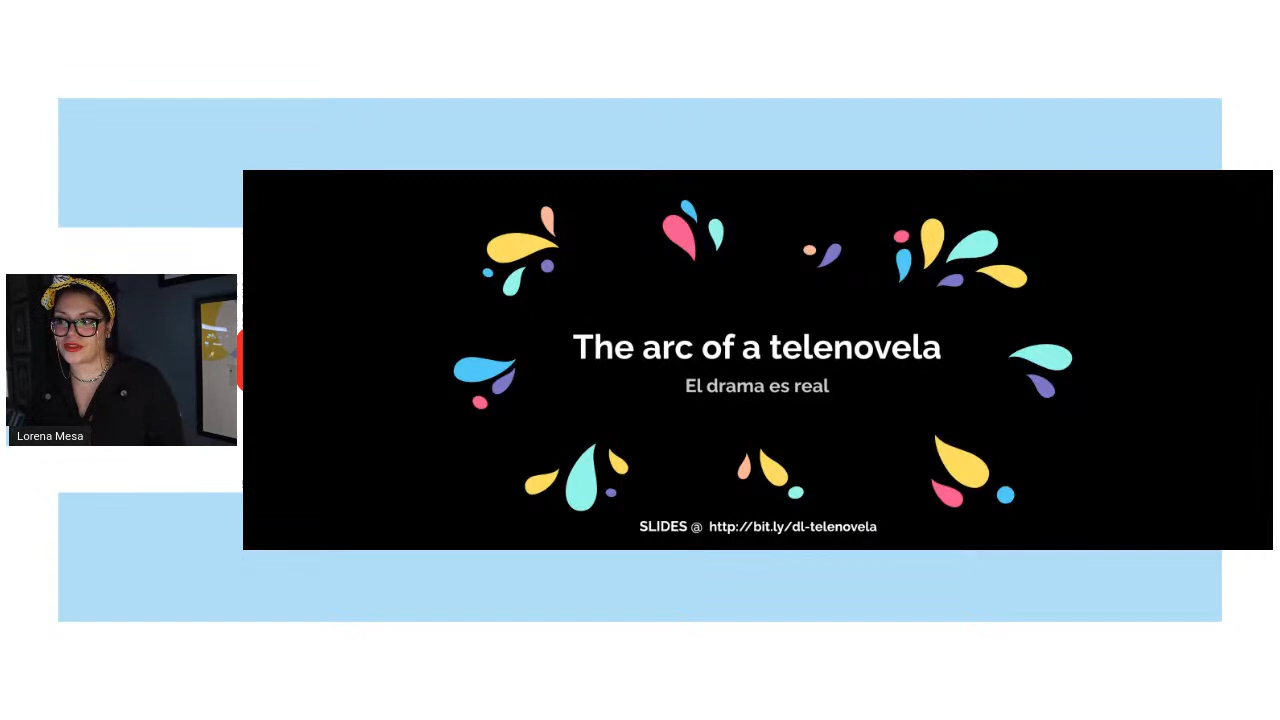 The arc of a telenovela
El drama es real
Lorena Mesa
SLIDES @ http://bit.ly/dl-telenovela